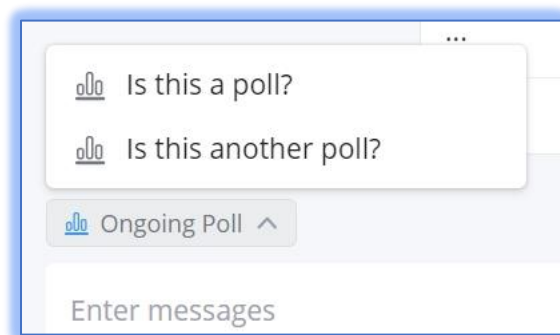 ...
Is this a poll?
Is this another poll?
Ongoing Poll
Enter messages